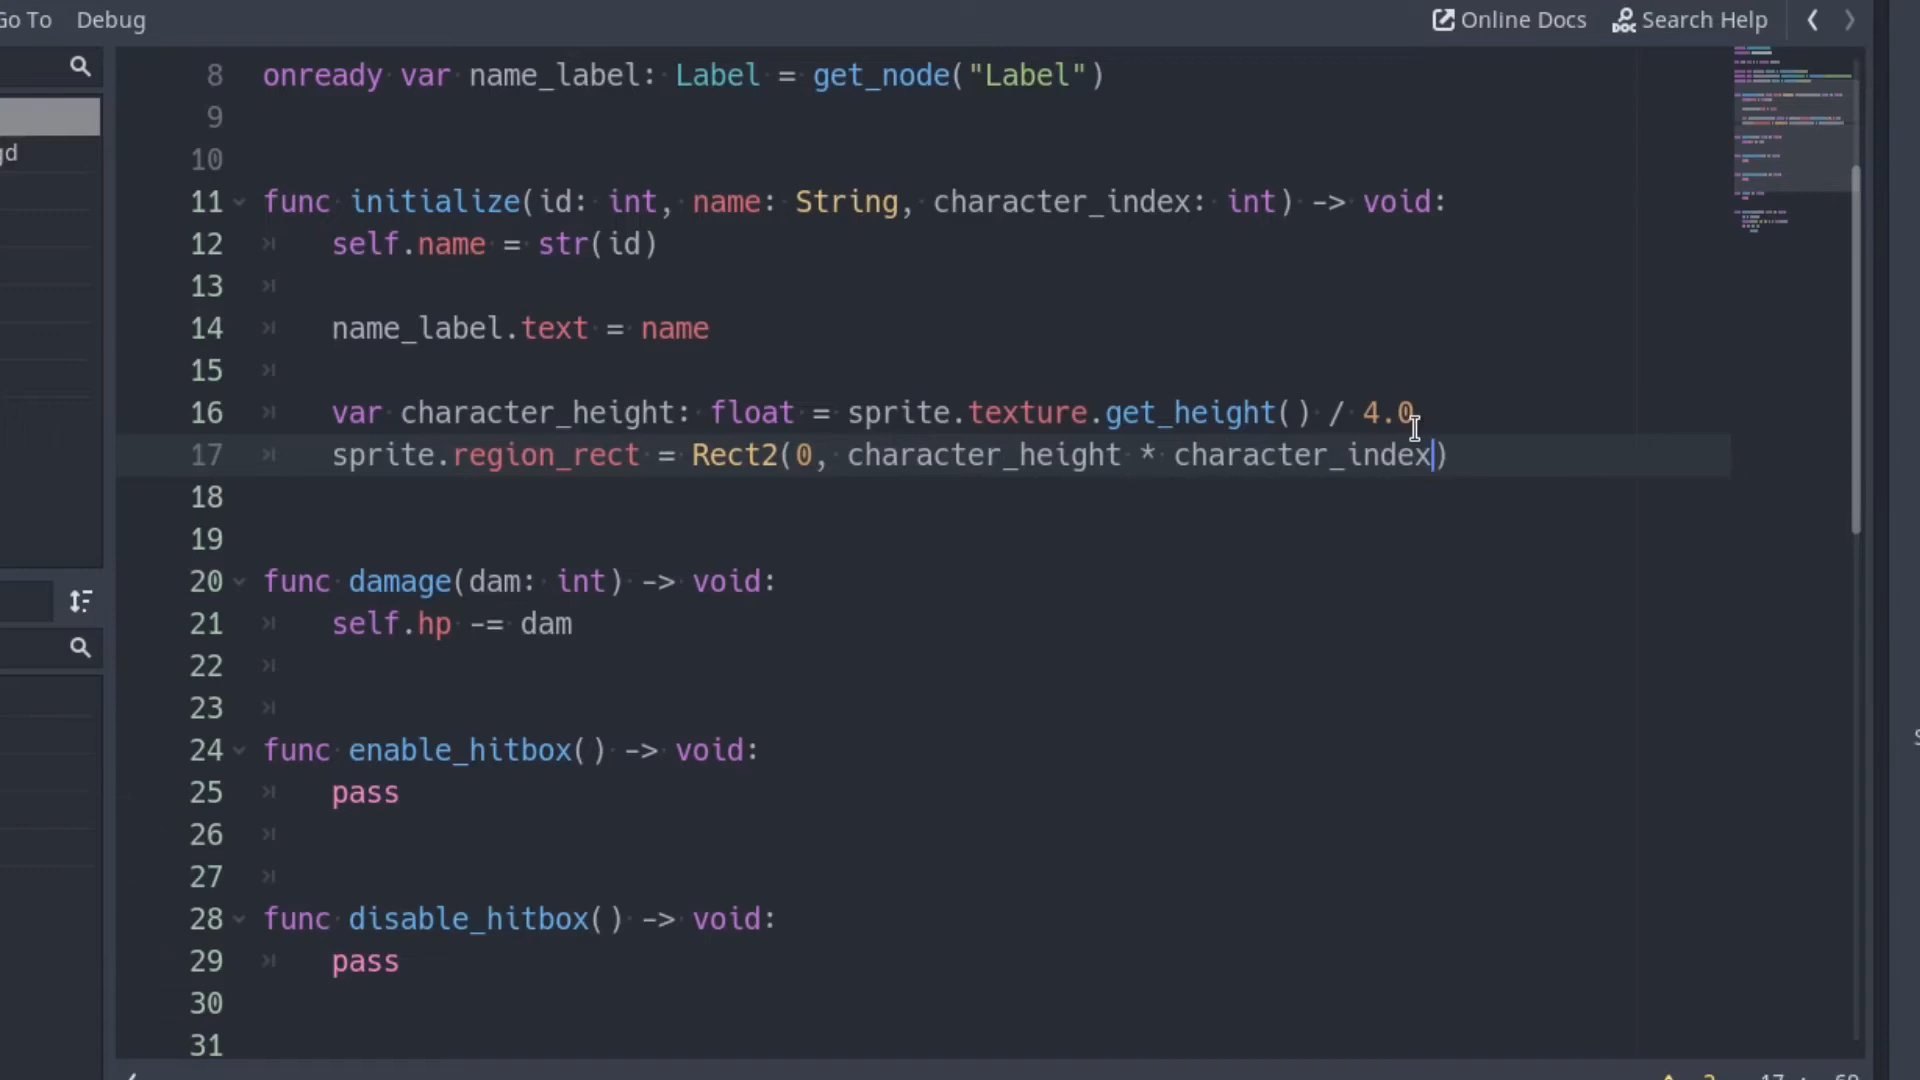 Go To Debug Online Docs Search Help
gd
8 onready var name_label: Label = get_node("Label")
9
10
11 func initialize(id: int, name: String, character_index: int) -> void:
12 self.name = str(id)
13
14 name_label.text = name
15
16 var character_height: float = sprite.texture.get_height() / 4.0
17 sprite.region_rect = Rect2(0, character_height * character_index)
18
19
20 func damage(dam: int) -> void:
21 self.hp -= dam
22
23
24 func enable_hitbox() -> void:
25 pass
26
27
28 func disable_hitbox() -> void:
29 pass
30
31